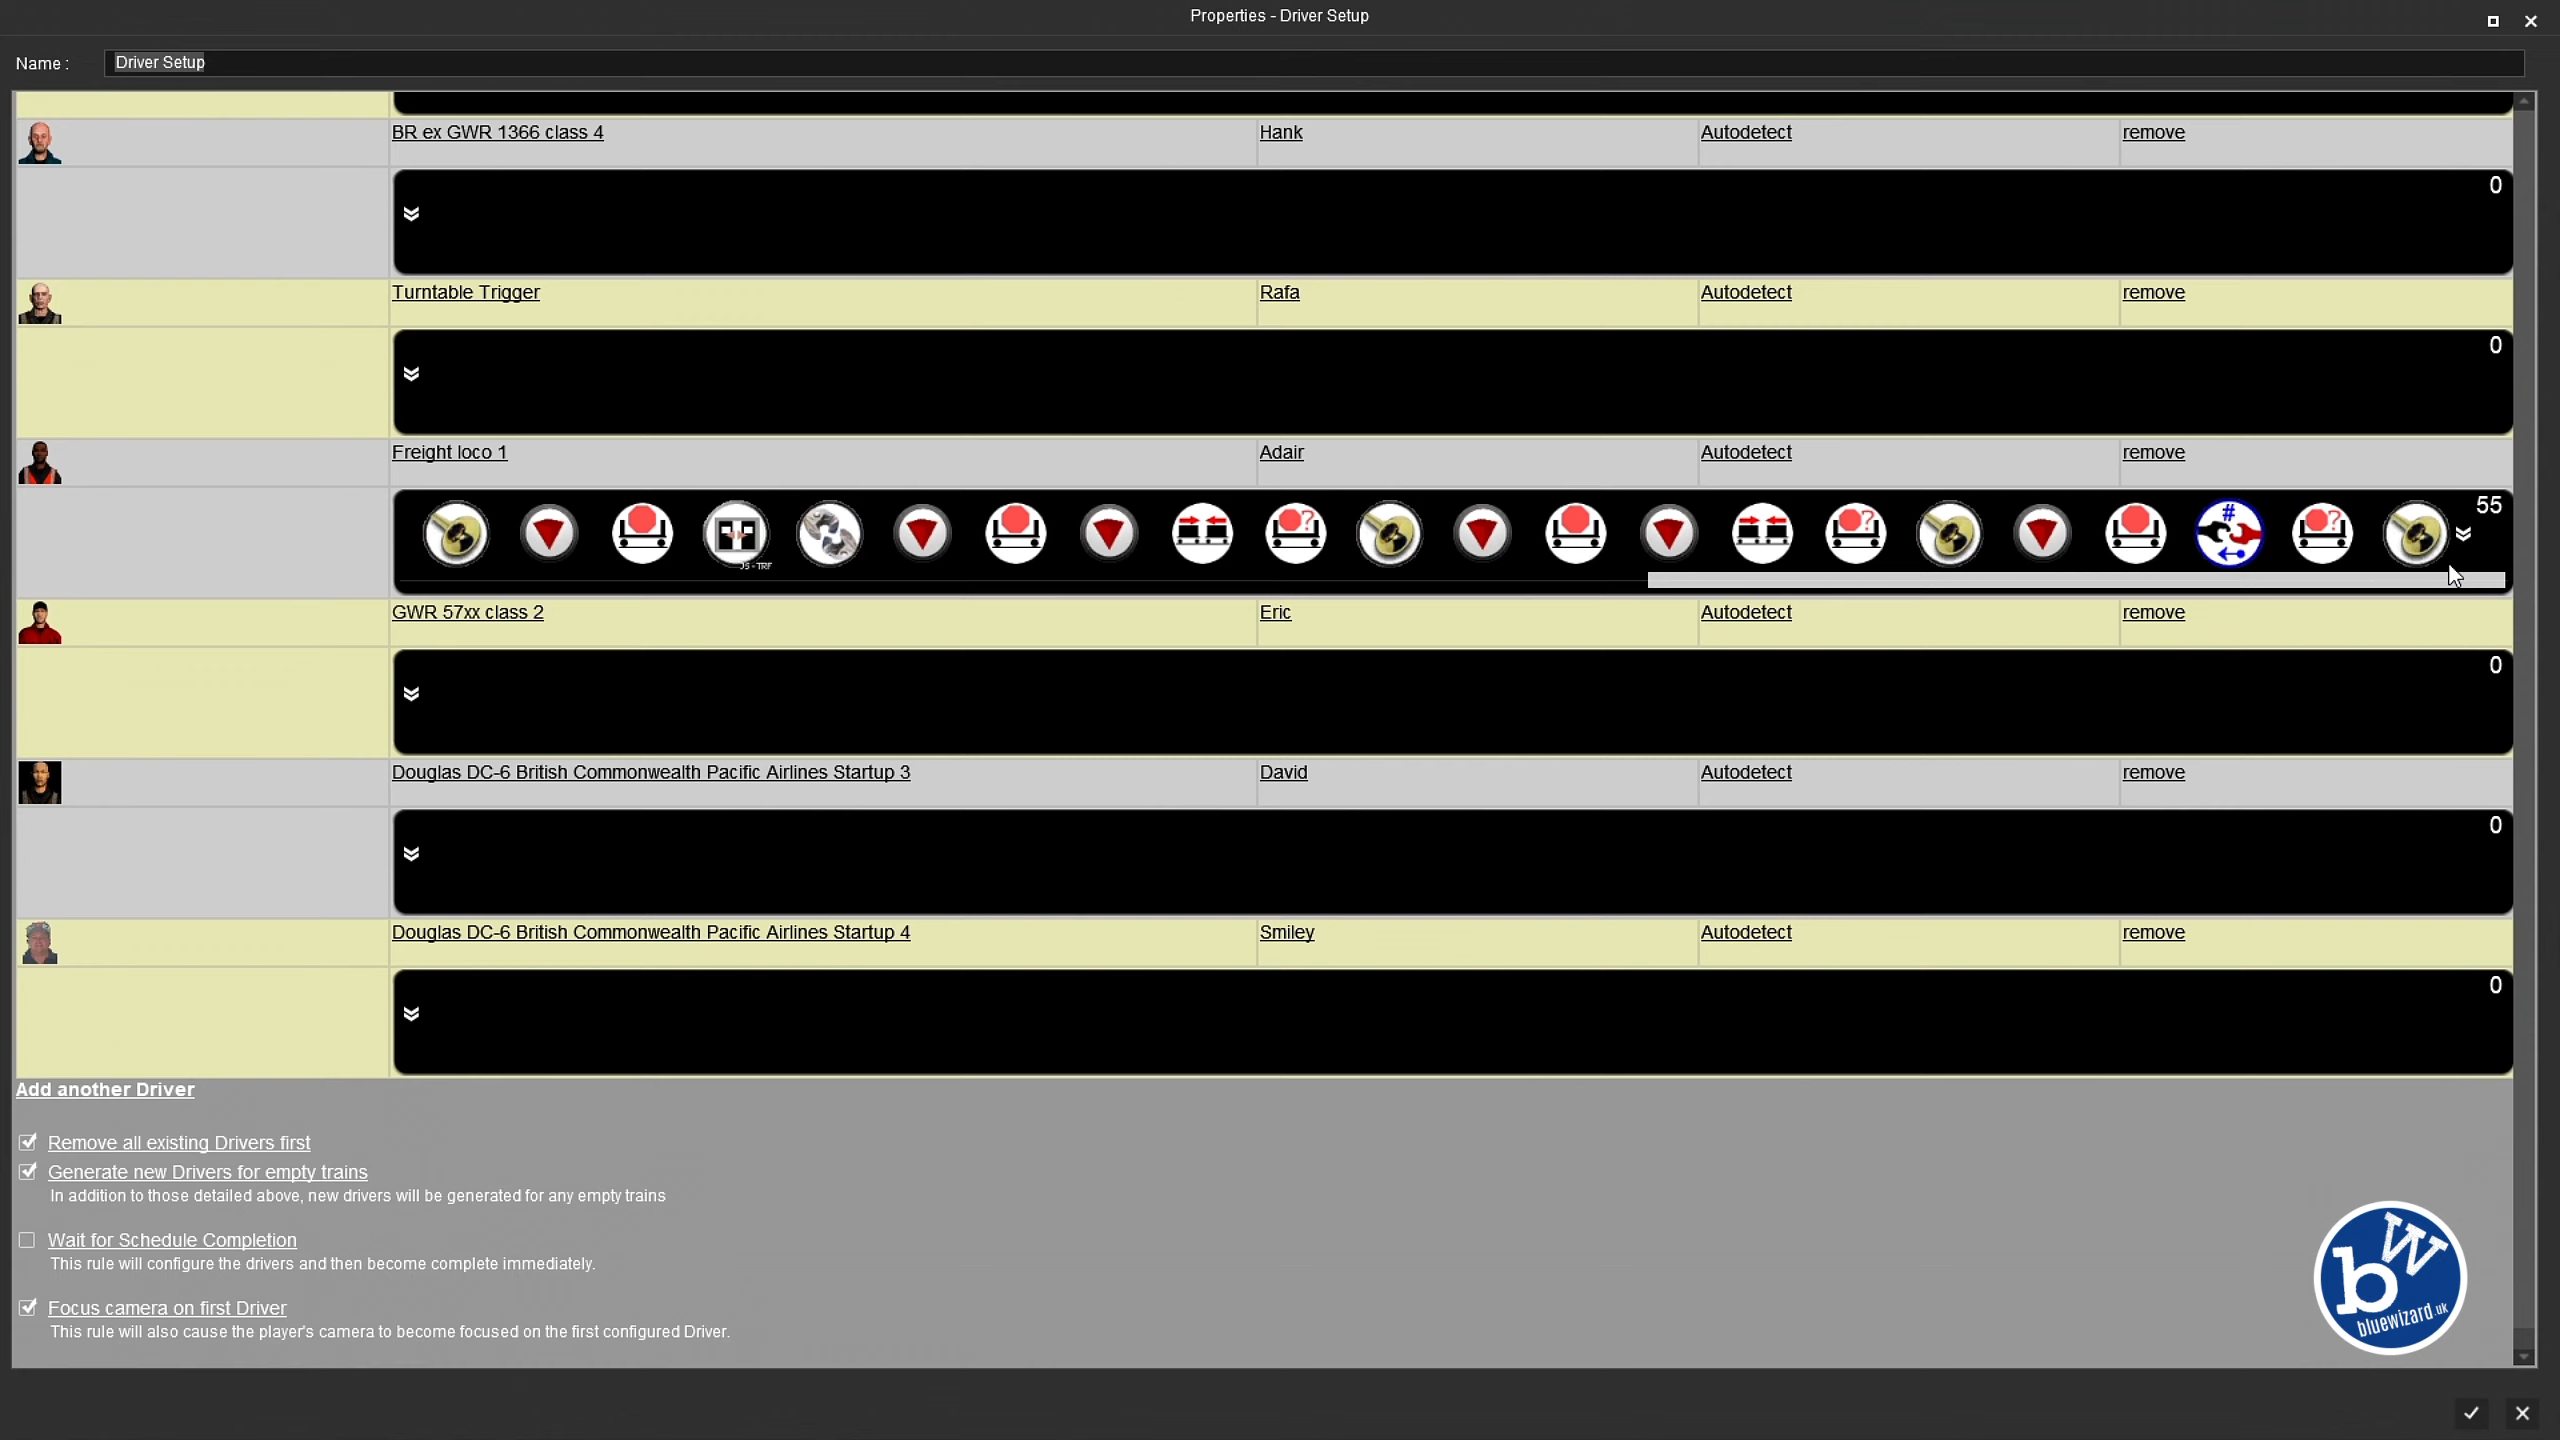 Properties - Driver Setup
Name :
Driver Setup
BR ex GWR 1366 class 4
Hank
Autodetect
remove
0
Turntable Trigger
Rafa
Autodetect
remove
0
Freight loco 1
Adair
Autodetect
remove
55
?
?
#
?
JS - TRF
GWR 57xx class 2
Eric
Autodetect
remove
0
Douglas DC-6 British Commonwealth Pacific Airlines Startup 3
David
Autodetect
remove
0
Douglas DC-6 British Commonwealth Pacific Airlines Startup 4
Smiley
Autodetect
remove
0
Add another Driver
Remove all existing Drivers first
Generate new Drivers for empty trains
In addition to those detailed above, new drivers will be generated for any empty trains
Wait for Schedule Completion
This rule will configure the drivers and then become complete immediately.
Focus camera on first Driver
This rule will also cause the player's camera to become focused on the first configured Driver.
bw
bluewizard.uk